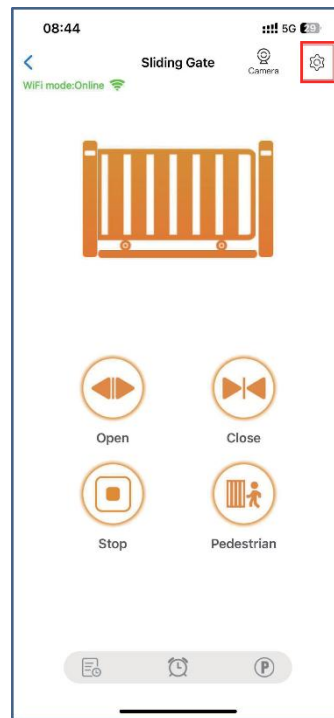 08:44
5G 29
Sliding Gate
Camera
WiFi mode:Online
Open
Close
Stop
Pedestrian
P